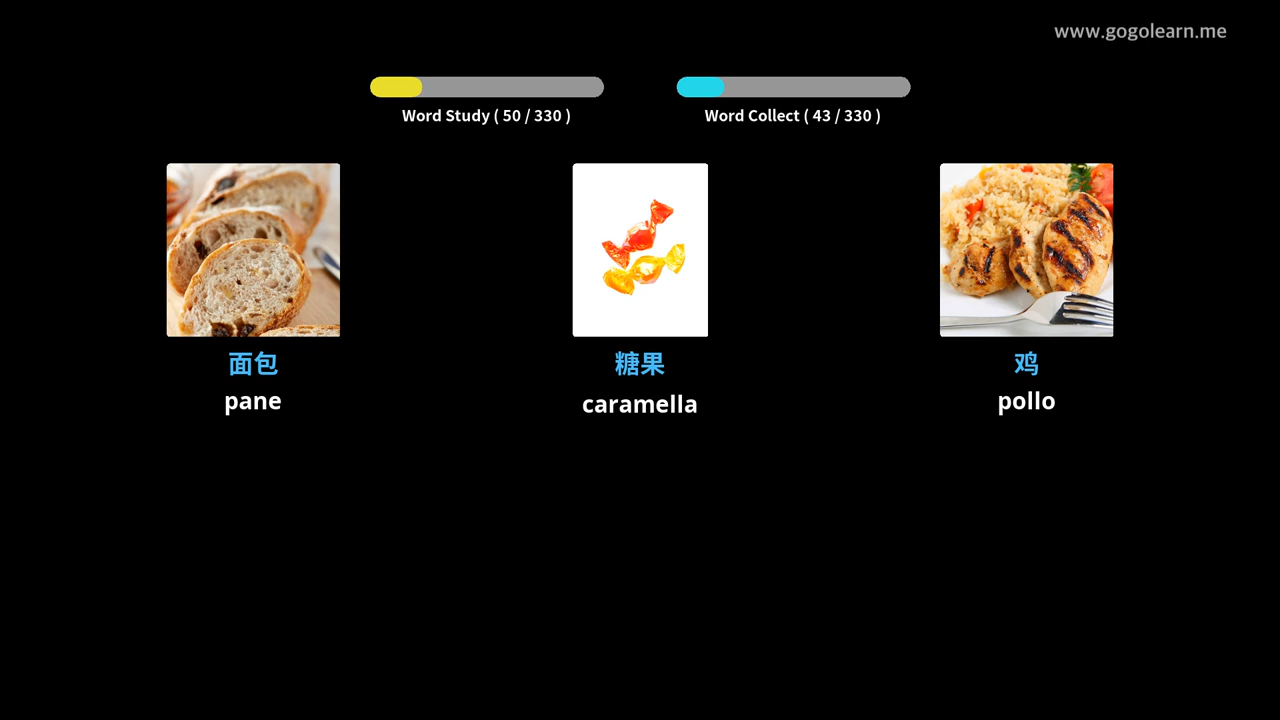 www.gogolearn.me
Word Study ( 50 / 330 )
Word Collect ( 43 / 330 )
面包
pane
糖果
caramella
鸡
pollo